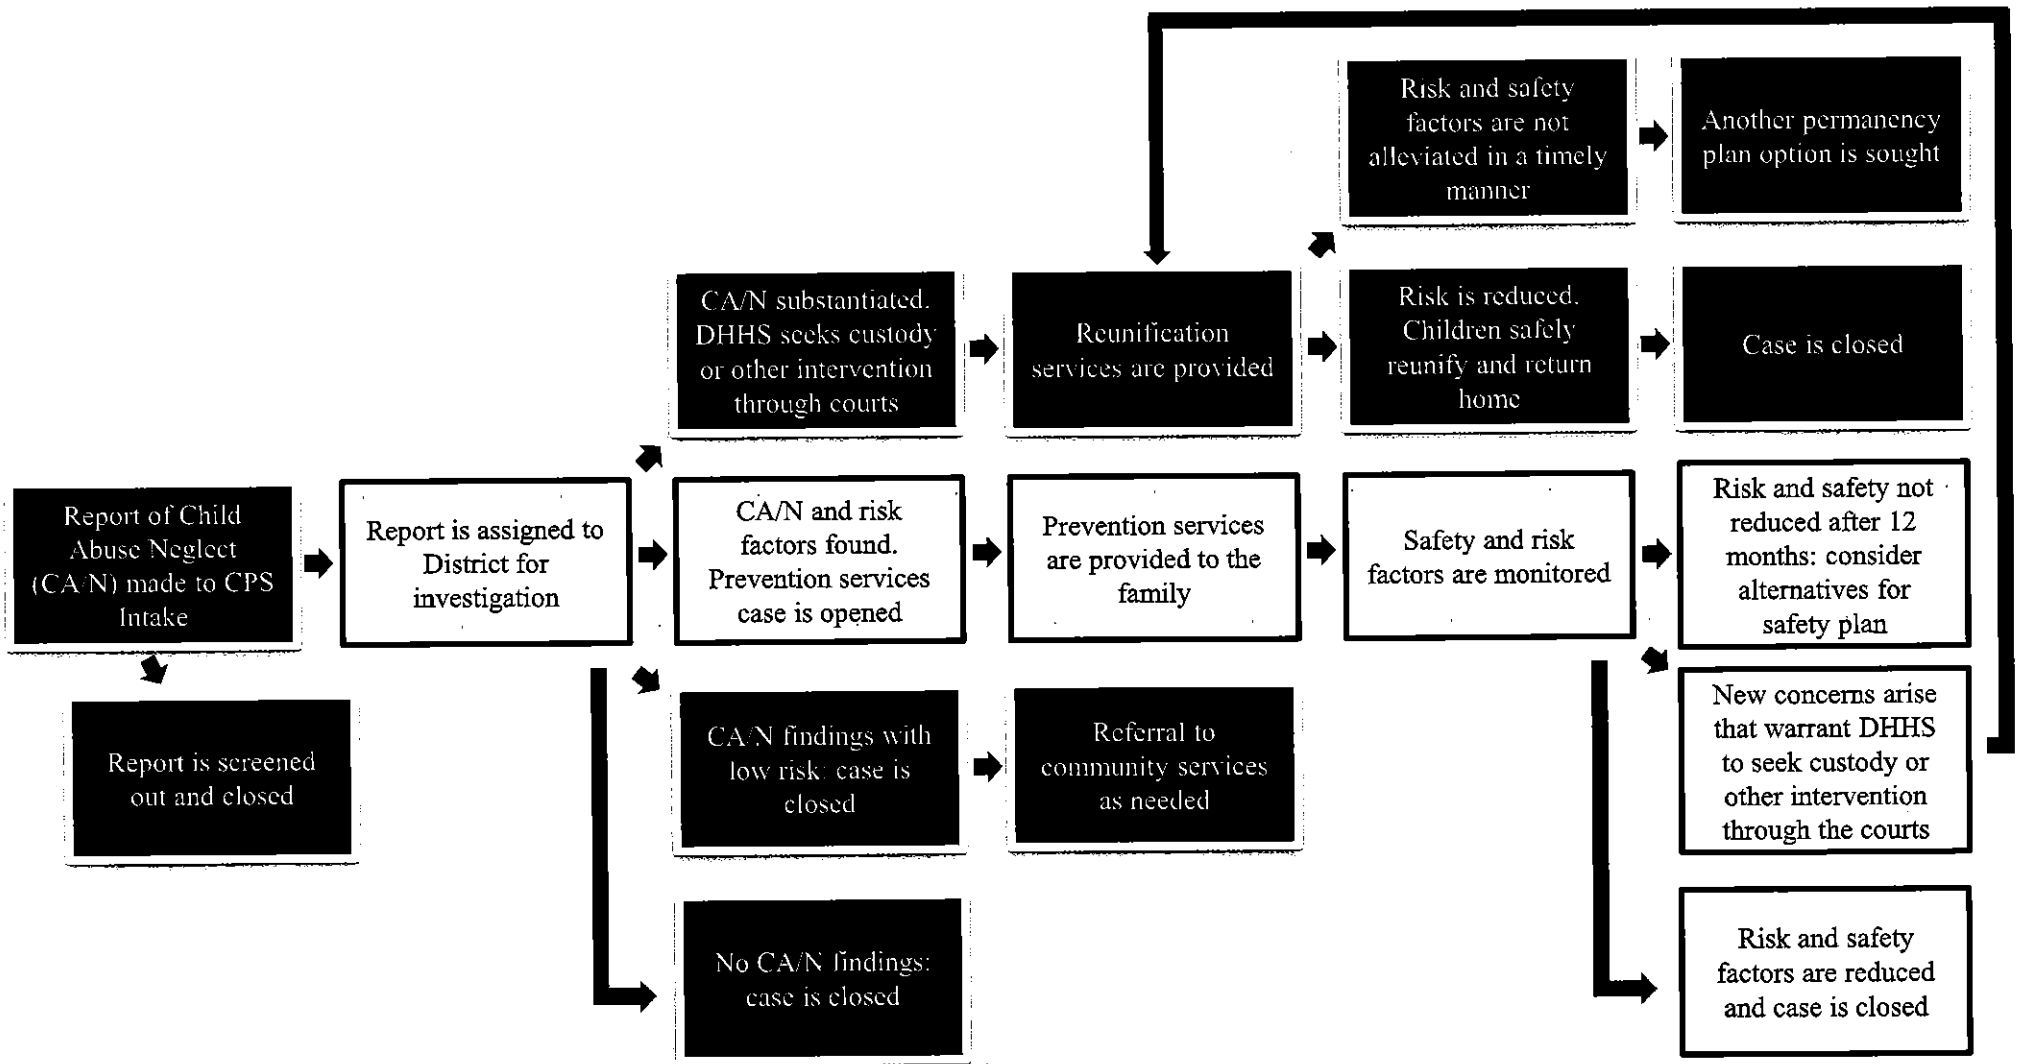 Risk and safety
factors are not
alleviated in a timely
manner
Another permanency
plan option is sought
CA/N substantiated.
DHHS seeks custody
or other intervention
through courts
Reunification
services are provided
Risk is reduced.
Children safely
reunify and return
home
Case is closed
Report of Child
Abuse Neglect
(CA/N) made to CPS
Intake
Report is assigned to
District for
investigation
CA/N and risk
factors found.
Prevention services
case is opened
Prevention services
are provided to the
family
Safety and risk
factors are monitored
Risk and safety not
reduced after 12
months: consider
alternatives for
safety plan
Report is screened
out and closed
CA/N findings with
low risk: case is
closed
Referral to
community services
as needed
New concerns arise
that warrant DHHS
to seek custody or
other intervention
through the courts
No CA/N findings:
case is closed
Risk and safety
factors are reduced
and case is closed